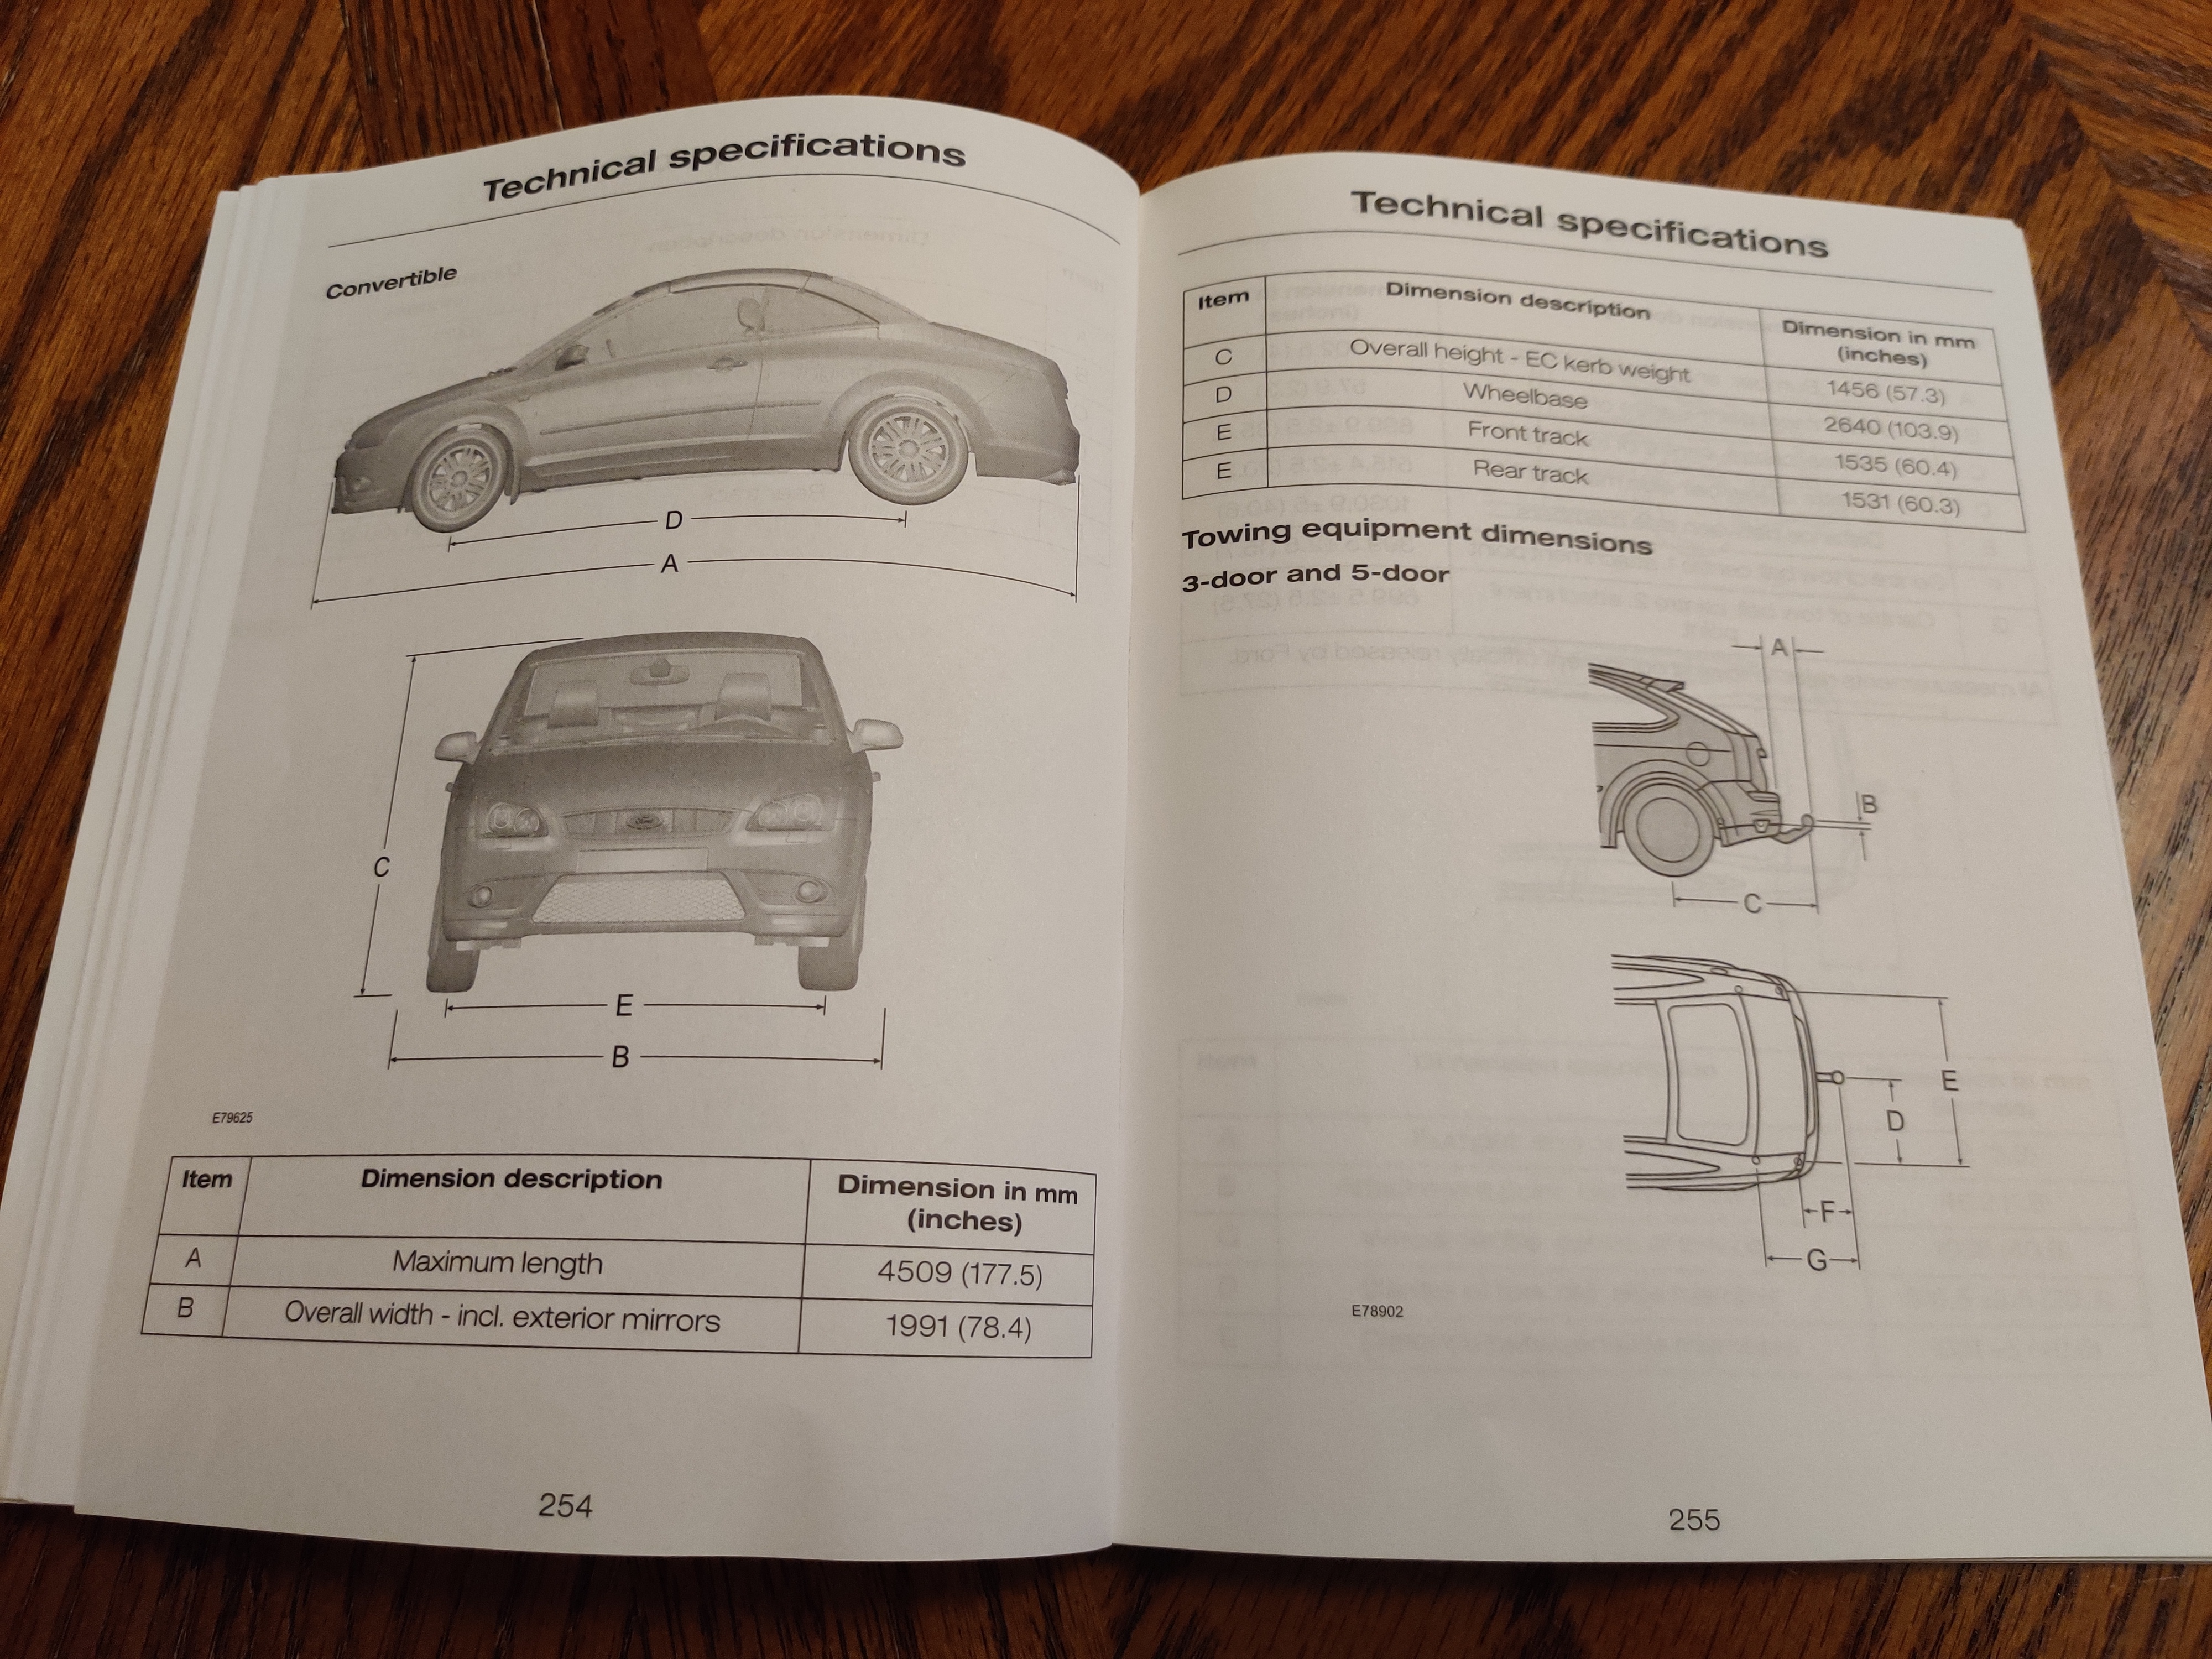 Technical specifications
Convertible
A
D
C
E
B
E79625
Item Dimension description Dimension in mm
(inches)
A Maximum length 4509 (177.5)
B Overall width - incl. exterior mirrors 1991 (78.4)
254
Technical specifications
Item Dimension description Dimension in mm
(inches)
C Overall height - EC kerb weight 1456 (57.3)
D Wheelbase 2640 (103.9)
E Front track 1535 (60.4)
E Rear track 1531 (60.3)
Towing equipment dimensions
3-door and 5-door
A
B
C
D
E
F
G
E78902
255